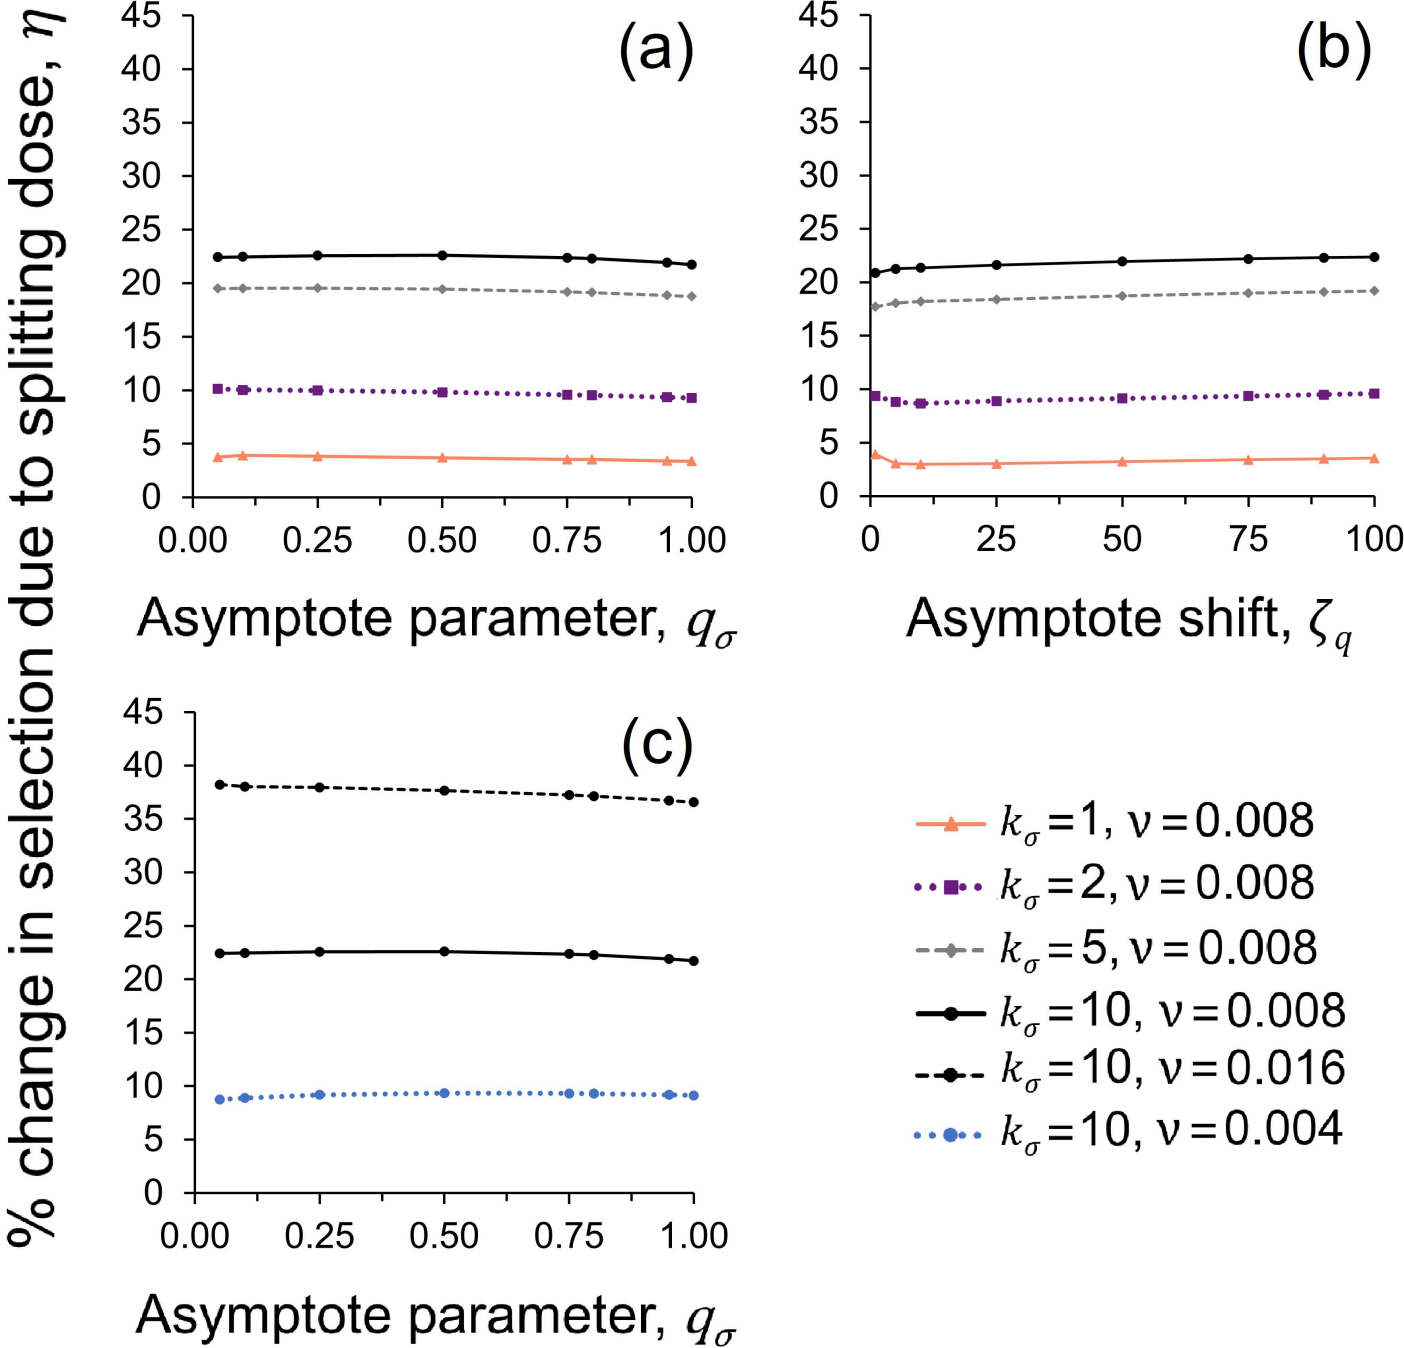 % change in selection due to splitting dose, η
(a)
45
40
35
30
25
20
15
10
5
0
0.00 0.25 0.50 0.75 1.00
Asymptote parameter, qσ
(b)
45
40
35
30
25
20
15
10
5
0
0 25 50 75 100
Asymptote shift, ζq
(c)
45
40
35
30
25
20
15
10
5
0
0.00 0.25 0.50 0.75 1.00
Asymptote parameter, qσ
kσ=1, ν=0.008
kσ=2, ν=0.008
kσ=5, ν=0.008
kσ=10, ν=0.008
kσ=10, ν=0.016
kσ=10, ν=0.004